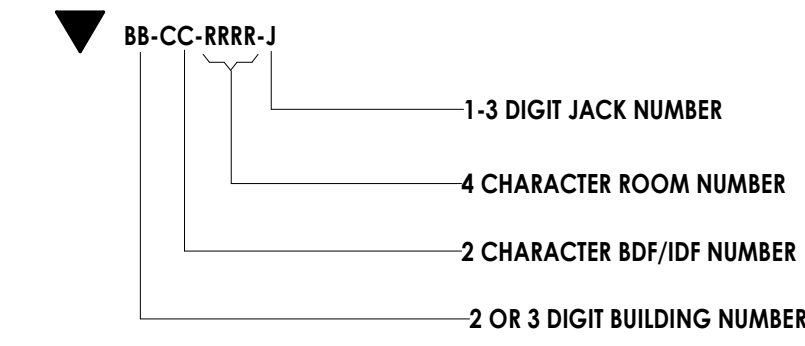 BB-CC-RRRR-J
1-3 DIGIT JACK NUMBER
4 CHARACTER ROOM NUMBER
2 CHARACTER BDF/IDF NUMBER
2 OR 3 DIGIT BUILDING NUMBER